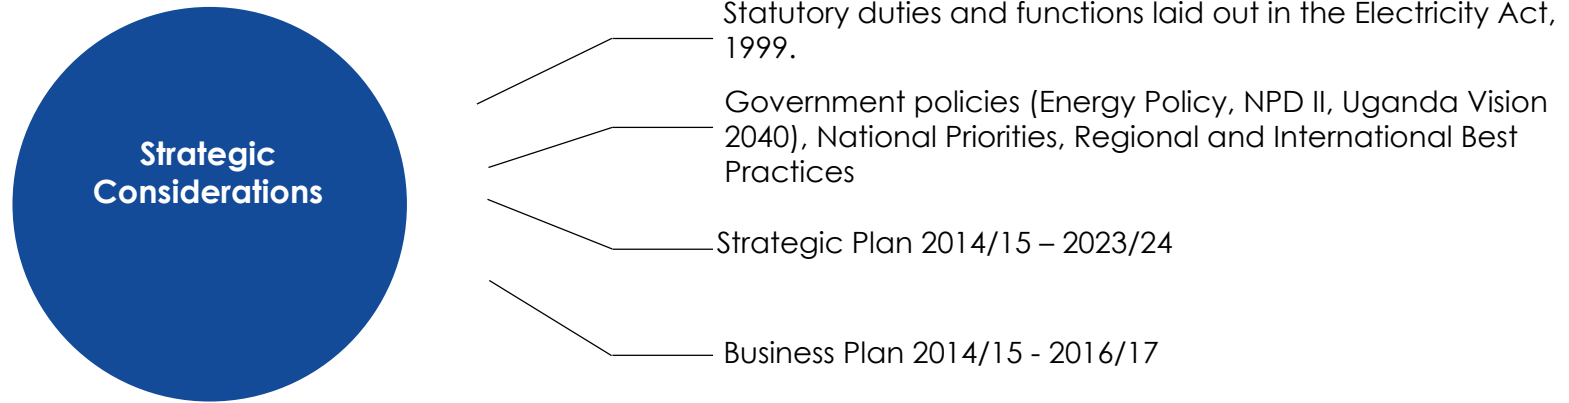 Strategic
Considerations
Statutory duties and functions laid out in the Electricity Act,
1999.
Government policies (Energy Policy, NPD II, Uganda Vision
2040), National Priorities, Regional and International Best
Practices
Strategic Plan 2014/15 – 2023/24
Business Plan 2014/15 - 2016/17